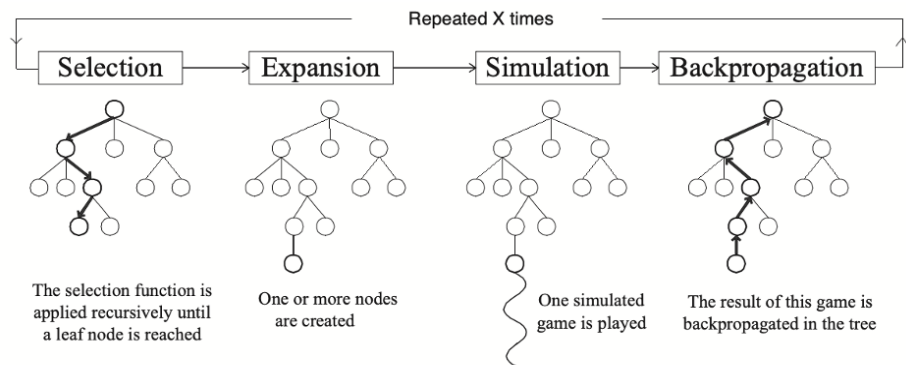 Repeated X times
Selection
Expansion
Simulation
Backpropagation
The selection function is
applied recursively until
a leaf node is reached
One or more nodes
are created
One simulated
game is played
The result of this game is
backpropagated in the tree